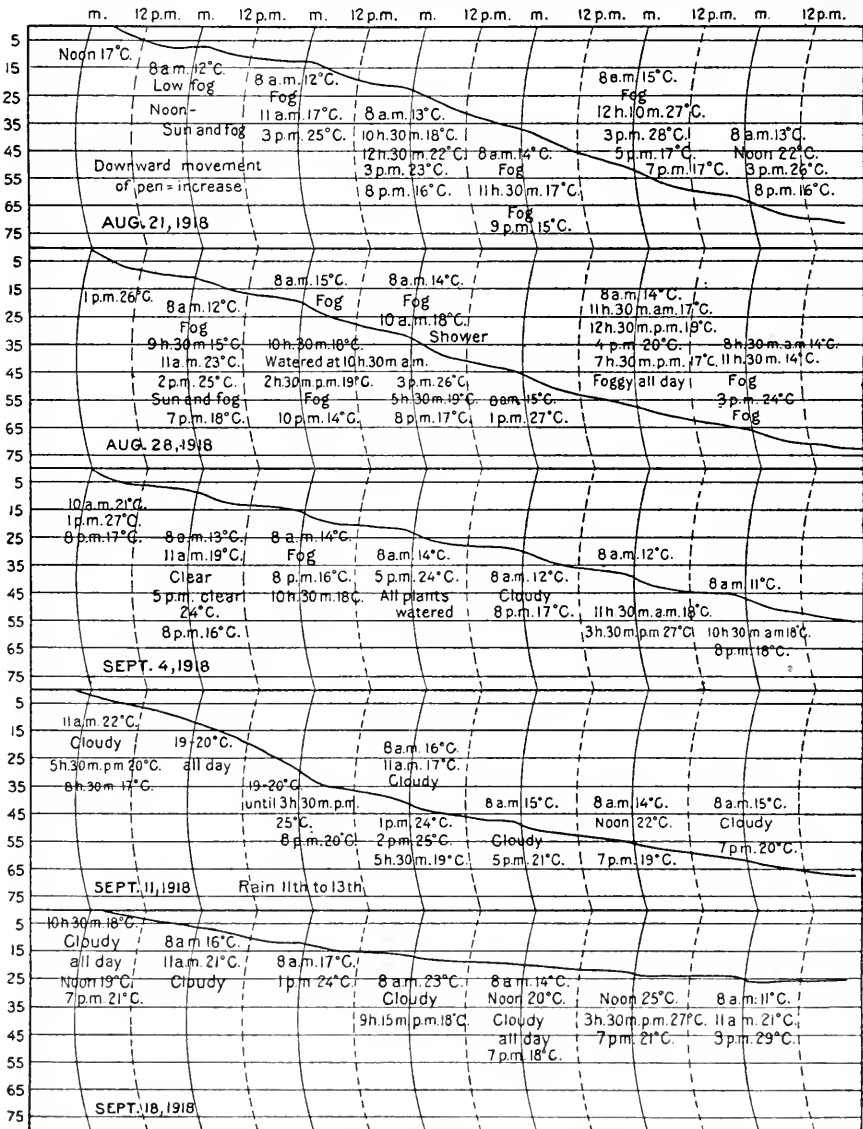 m. 12p.m. m. 12p.m. m. 12p.m. m. 12p.m. m. 12p.m. m. 12p.m. m. 12p.m.
5
15
25
35
45
55
65
75
Noon 17°C.
8 a.m. 12°C.
Low fog
Noon-
Sun and fog
Downward movement
of pen = increase
AUG. 21, 1918
8 a.m. 12°C.
Fog
11 a.m. 17°C.
3 p.m. 25°C.
8 a.m. 13°C.
10 h. 30 m. 18°C.
12 h. 30 m. 22°C.
3 p.m. 23°C.
8 p.m. 16°C.
8 a.m. 14°C.
Fog
11 h. 30 m. 17°C.
Fog
9 p.m. 15°C.
8 a.m. 15°C.
Fog
12 h. 10 m. 27°C.
3 p.m. 28°C.
5 p.m. 17°C.
7 p.m. 17°C.
8 a.m. 13°C.
Noon 22°C.
3 p.m. 26°C.
8 p.m. 16°C.
5
15
25
35
45
55
65
75
1 p.m. 26°C.
8 a.m. 12°C.
Fog
9 h. 30 m 15°C.
11 a.m. 23°C.
2 p.m. 25°C.
Sun and fog
7 p.m. 18°C.
AUG. 28, 1918
8 a.m. 15°C.
Fog
10 h. 30 m. 18°C.
Watered at 10 h. 30 m a.m.
2 h. 30 m. p.m. 19°C.
Fog
10 p.m. 14°C.
8 a.m. 14°C.
Fog
10 a.m. 18°C.
Shower
3 p.m. 26°C.
5 h. 30 m. 19°C.
8 p.m. 17°C.
8 a.m. 15°C.
1 p.m. 27°C.
8 a.m. 14°C.
11 h. 30 m. a.m. 17°C.
12 h. 30 m. p.m. 19°C.
4 p.m. 20°C.
7 h. 30 m. p.m. 17°C.
Foggy all day
8 h. 30 m. a.m 14°C.
11 h. 30 m. 14°C.
Fog
3 p.m. 24°C
Fog
5
15
25
35
45
55
65
75
10 a.m. 21°C.
1 p.m. 27°C.
8 p.m. 17°C.
8 a.m. 13°C.
11 a.m. 19°C.
Clear
5 p.m. clear
24°C.
8 p.m. 16°C.
SEPT. 4, 1918
8 a.m. 14°C.
Fog
8 p.m. 16°C.
10 h. 30 m. 18°C.
8 a.m. 14°C.
5 p.m. 24°C.
All plants
watered
8 a.m. 12°C.
Cloudy
8 p.m. 17°C.
8 a.m. 12°C.
11 h 30 m. a.m. 18°C.
3 h. 30 m. p.m 27°C
8 a.m. 11°C.
10 h 30 m a m 18°C.
8 p.m. 18°C.
5
15
25
35
45
55
65
75
11 a.m. 22°C.
Cloudy
5 h. 30 m. p.m 20°C.
8 h. 30 m 17°C.
19-20°C.
all day
SEPT. 11, 1918
Rain 11th to 13th
19-20°C.
until 3 h. 30 m. p.m.
25°C.
8 p.m. 20°C.
8 a.m. 16°C.
11 a.m. 17°C.
Cloudy
1 p.m. 24°C.
2 p.m. 25°C.
5 h. 30 m. 19°C.
8 a.m. 15°C.
Cloudy
5 p.m. 21°C.
8 a.m. 14°C.
Noon 22°C.
7 p.m. 19°C.
8 a.m. 15°C.
Cloudy
7 p.m. 20°C.
5
15
25
35
45
55
65
75
10 h 30 m. 18°C.
Cloudy
all day
Noon 19°C.
7 p.m. 21°C.
8 a m 16°C.
11 a.m. 21°C.
Cloudy
SEPT. 18, 1918
8 a.m. 17°C.
1 p.m 24°C.
8 a.m. 23°C.
Cloudy
9 h. 15 m p.m. 18°C.
8 a.m. 14°C.
Noon 20°C.
Cloudy
all day
7 p.m. 18°C.
Noon 25°C.
3 h. 30 m. p.m. 27°C.
7 p.m. 21°C.
8 a.m. 11°C.
11 a m. 21°C.
3 p.m. 29°C.